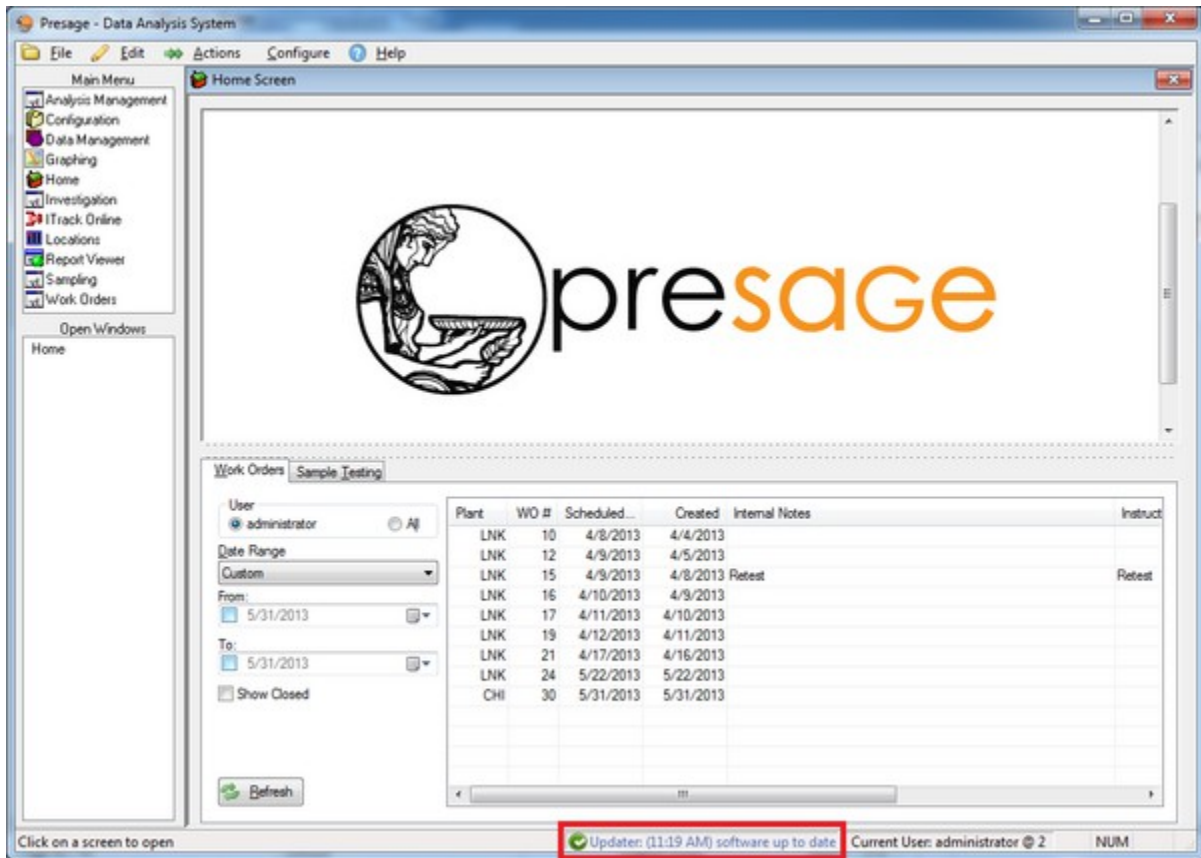 Presage - Data Analysis System
File Edit Actions Configure Help
Main Menu
Analysis Management
Configuration
Data Management
Graphing
Home
Investigation
ITrack Online
Locations
Report Viewer
Sampling
Work Orders
Open Windows
Home
Home Screen
presage
Work Orders Sample Testing
User
administrator All
Date Range
Custom
From:
5/31/2013
To:
5/31/2013
Show Closed
Refresh
Plant WO # Scheduled... Created Internal Notes Instruct
LNK 10 4/8/2013 4/4/2013
LNK 12 4/9/2013 4/5/2013
LNK 15 4/9/2013 4/8/2013 Retest Retest
LNK 16 4/10/2013 4/9/2013
LNK 17 4/11/2013 4/10/2013
LNK 19 4/12/2013 4/11/2013
LNK 21 4/17/2013 4/16/2013
LNK 24 5/22/2013 5/22/2013
CHI 30 5/31/2013 5/31/2013
Click on a screen to open Updater: (11:19 AM) software up to date Current User: administrator @ 2 NUM